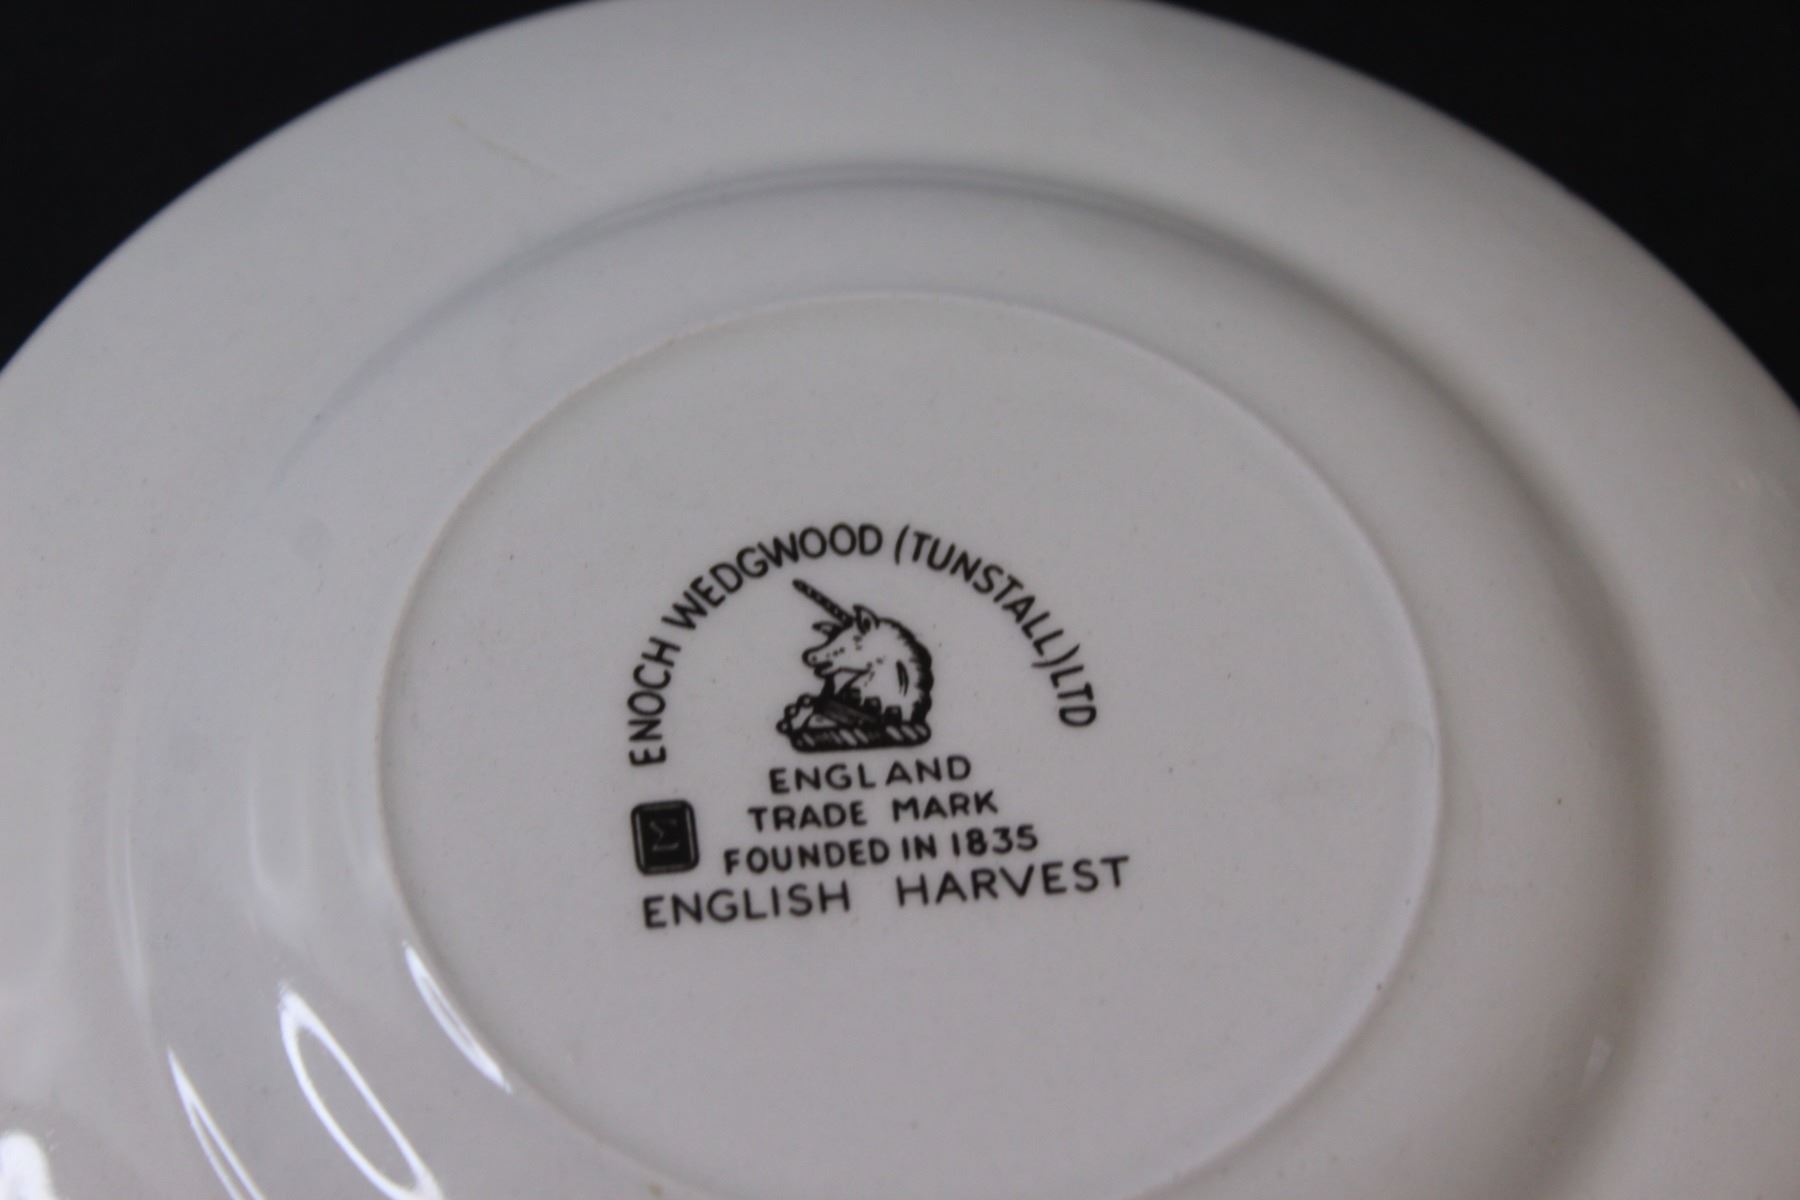 ENOCH WEDGWOOD (TUNSTALL) LTD
ENGLAND
TRADE MARK
Σ
FOUNDED IN 1835
ENGLISH HARVEST